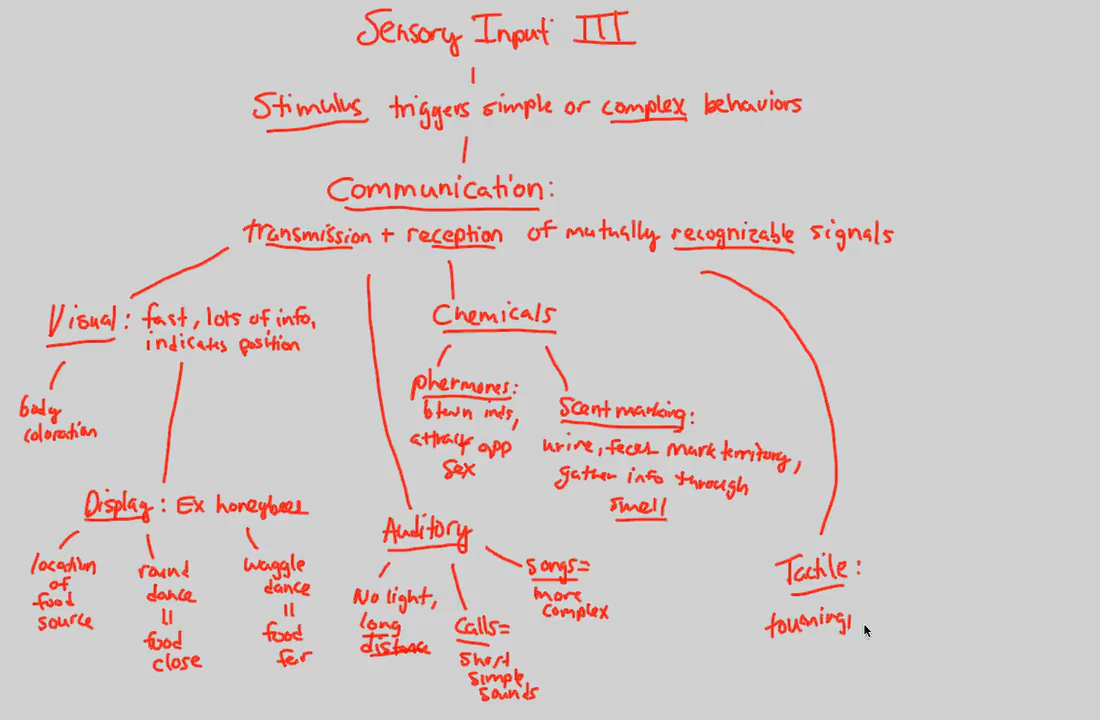 Sensory Input III
Stimulus triggers simple or complex behaviors
Communication:
transmission + reception of mutually recognizable signals
Visual: fast, lots of info,
indicates position
body
coloration
Display: Ex honeybees
location
of
food
source
round
dance
=
food
close
waggle
dance
=
food
far
Auditory
No light,
long
distance
calls=
short
simple
sounds
songs=
more
complex
Chemicals
phermones:
btwn inds,
attract opp
sex
Scent marking:
urine, feces mark territory,
gather info through
smell
Tactile: